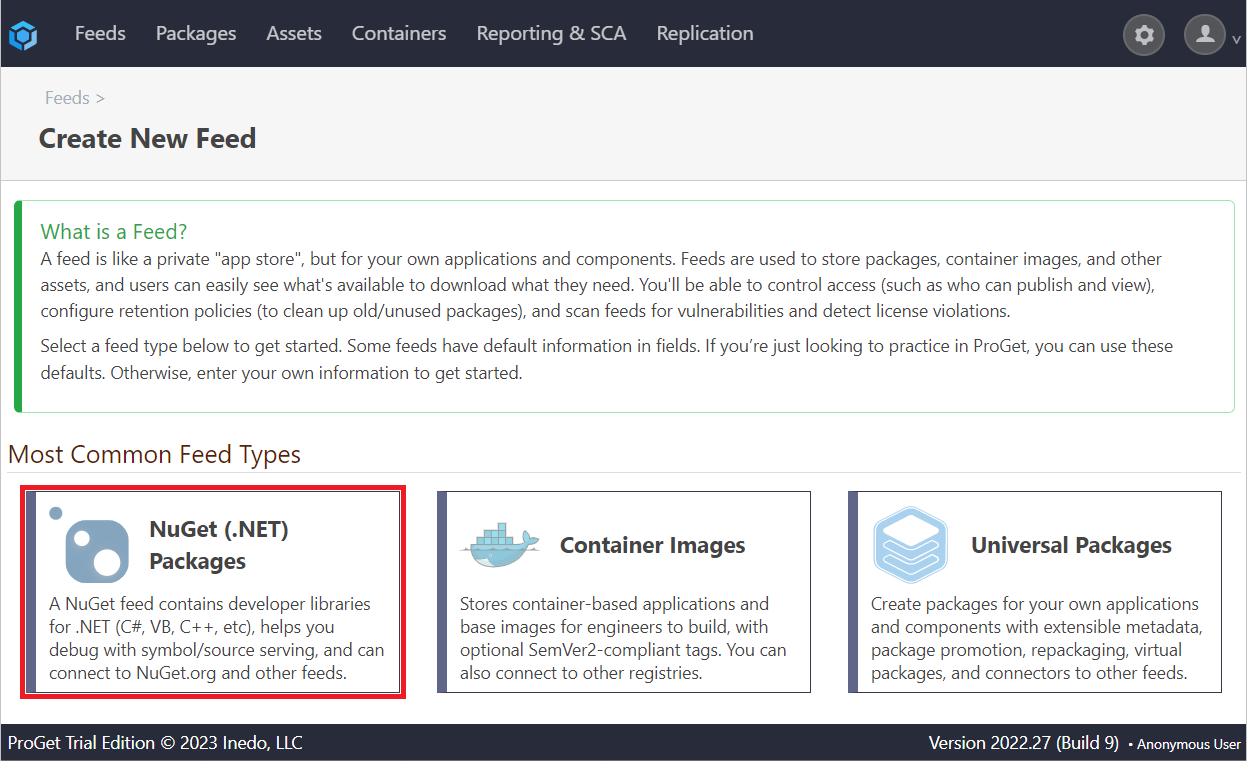 Feeds Packages Assets Containers Reporting & SCA Replication
Feeds >
Create New Feed
What is a Feed?
A feed is like a private "app store", but for your own applications and components. Feeds are used to store packages, container images, and other
assets, and users can easily see what's available to download what they need. You'll be able to control access (such as who can publish and view),
configure retention policies (to clean up old/unused packages), and scan feeds for vulnerabilities and detect license violations.
Select a feed type below to get started. Some feeds have default information in fields. If you’re just looking to practice in ProGet, you can use these
defaults. Otherwise, enter your own information to get started.
Most Common Feed Types
NuGet (.NET)
Packages
A NuGet feed contains developer libraries
for .NET (C#, VB, C++, etc), helps you
debug with symbol/source serving, and can
connect to NuGet.org and other feeds.
Container Images
Stores container-based applications and
base images for engineers to build, with
optional SemVer2-compliant tags. You can
also connect to other registries.
Universal Packages
Create packages for your own applications
and components with extensible metadata,
package promotion, repackaging, virtual
packages, and connectors to other feeds.
ProGet Trial Edition © 2023 Inedo, LLC
Version 2022.27 (Build 9) • Anonymous User